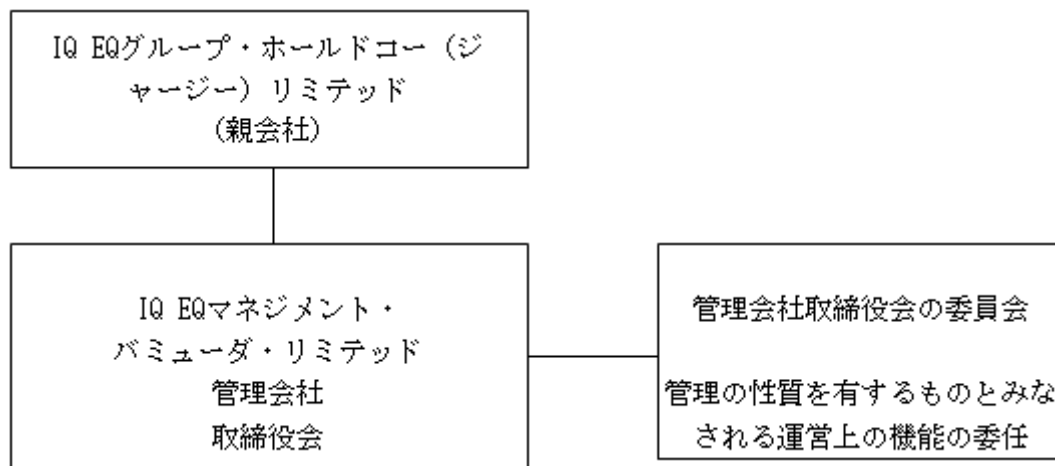 IQ EQグループ・ホールドコー（ジ
ャージー）リミテッド
（親会社）
IQ EQマネジメント・
バミューダ・リミテッド
管理会社
取締役会
管理会社取締役会の委員会
管理の性質を有するものとみな
される運営上の機能の委任